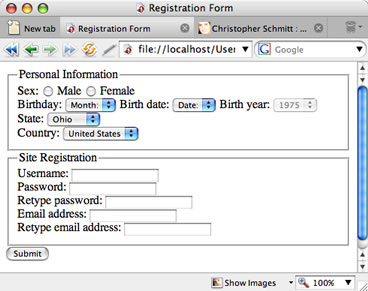 Registration Form
New tab
Registration Form
Christopher Schmitt : ...
file://localhost/User
Google
Personal Information
Sex: Male Female
Birthday: Month: Birth date: Date: Birth year: 1975
State: Ohio
Country: United States
Site Registration
Username:
Password:
Retype password:
Email address:
Retype email address:
Submit
Show Images 100%